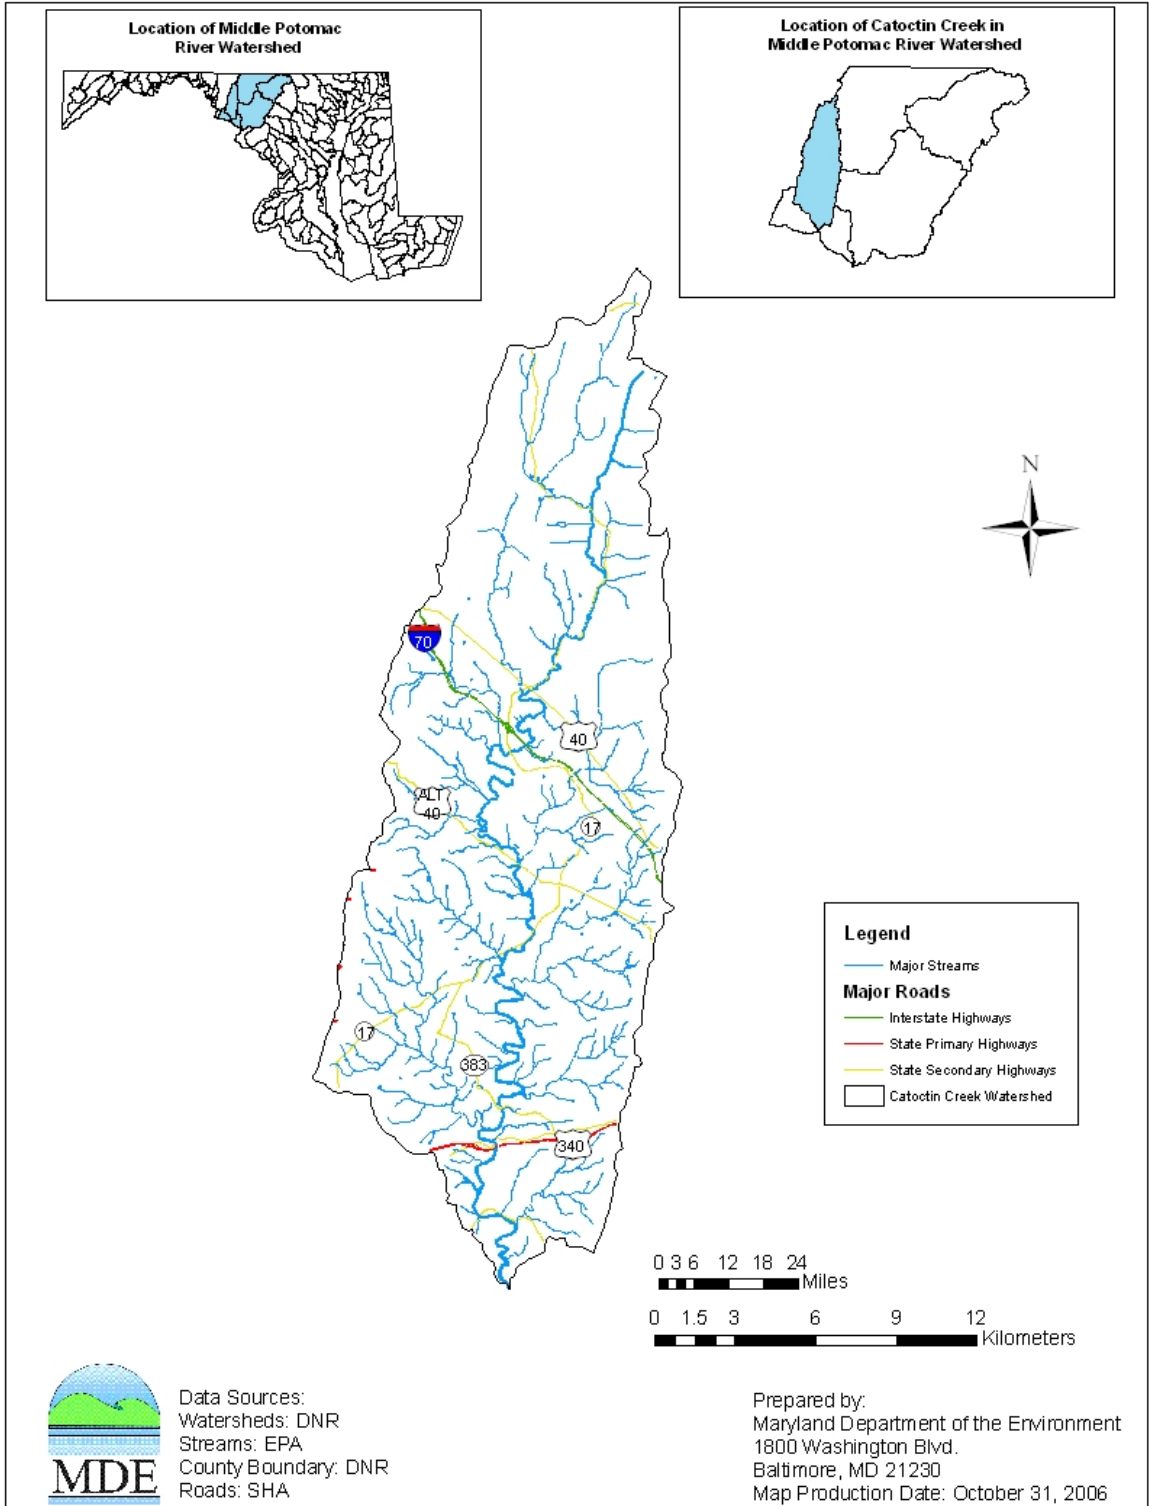 Location of Middle Potomac
River Watershed
Location of Catoctin Creek in
Middle Potomac River Watershed
N
70
40
ALT
40
17
17
383
340
Legend
Major Streams
Major Roads
Interstate Highways
State Primary Highways
State Secondary Highways
Catoctin Creek Watershed
0 3 6 12 18 24
Miles
0 1.5 3 6 9 12
Kilometers
MDE
Data Sources:
Watersheds: DNR
Streams: EPA
County Boundary: DNR
Roads: SHA
Prepared by:
Maryland Department of the Environment
1800 Washington Blvd.
Baltimore, MD 21230
Map Production Date: October 31, 2006